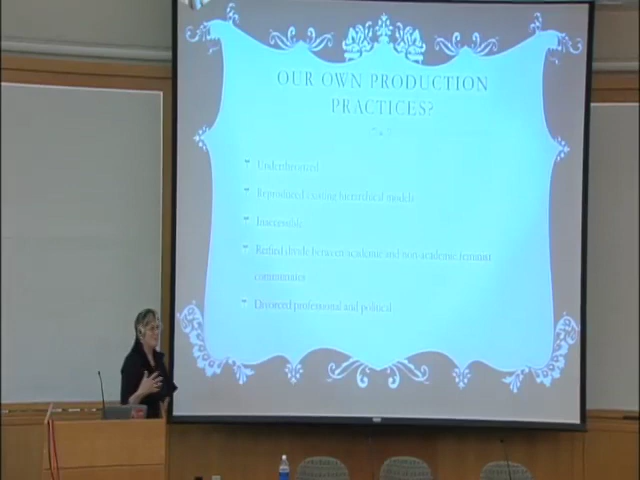 OUR OWN PRODUCTION
PRACTICES?
Undertheorized
Reproduced existing hierarchical models
Inaccessible
Reified divide between academic and non-academic feminist
communities
Divorced professional and political